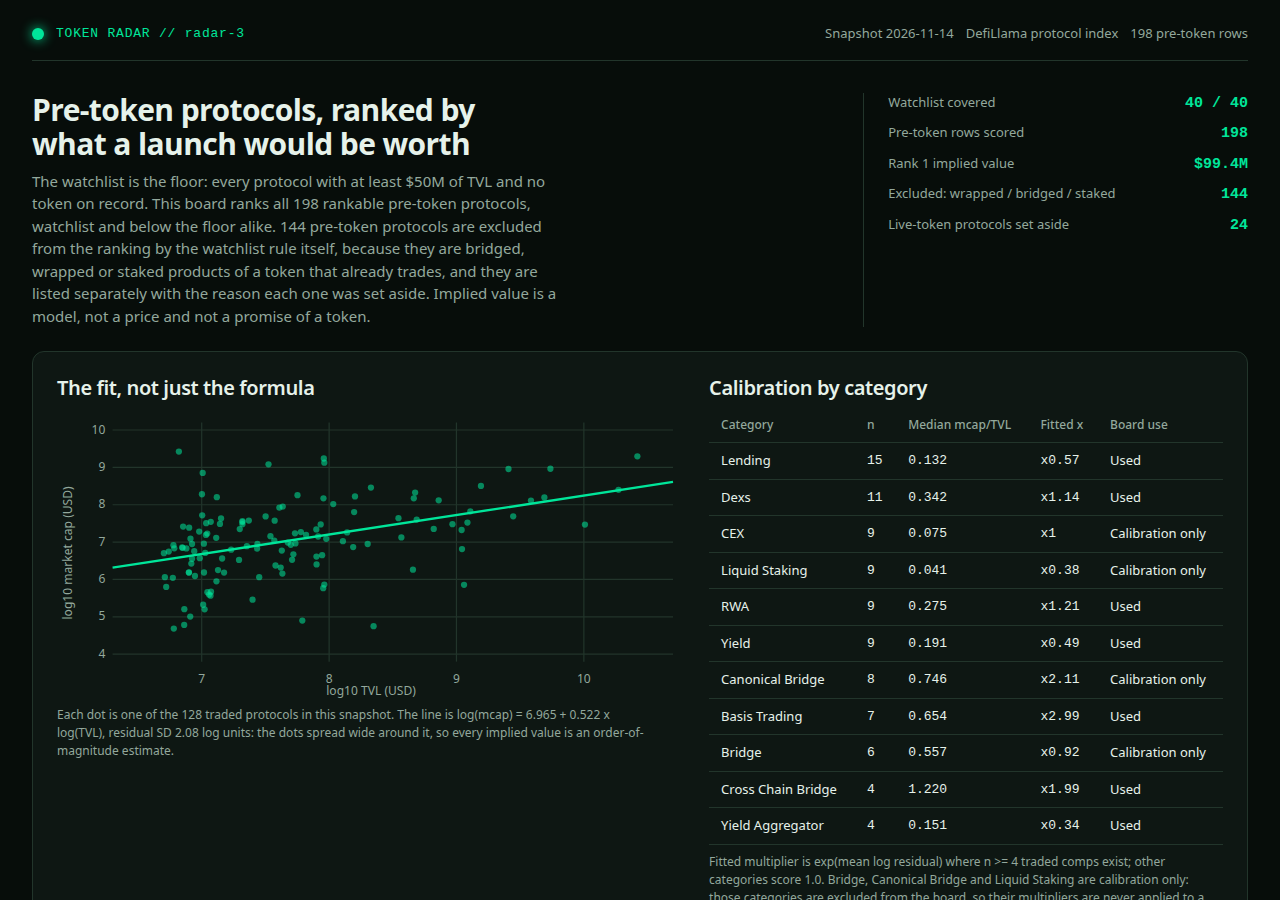 TOKEN RADAR // radar-3
Snapshot 2026-11-14 DefiLlama protocol index 198 pre-token rows
Pre-token protocols, ranked by
what a launch would be worth
The watchlist is the floor: every protocol with at least $50M of TVL and no
token on record. This board ranks all 198 rankable pre-token protocols,
watchlist and below the floor alike. 144 pre-token protocols are excluded
from the ranking by the watchlist rule itself, because they are bridged,
wrapped or staked products of a token that already trades, and they are
listed separately with the reason each one was set aside. Implied value is a
model, not a price and not a promise of a token.
Watchlist covered 40 / 40
Pre-token rows scored 198
Rank 1 implied value $99.4M
Excluded: wrapped / bridged / staked 144
Live-token protocols set aside 24
The fit, not just the formula
log10 market cap (USD)
10
9
8
7
6
5
4
7 8 9 10
log10 TVL (USD)
Each dot is one of the 128 traded protocols in this snapshot. The line is log(mcap) = 6.965 + 0.522 x
log(TVL), residual SD 2.08 log units: the dots spread wide around it, so every implied value is an order-of-
magnitude estimate.
Calibration by category
Category n Median mcap/TVL Fitted x Board use
Lending 15 0.132 x0.57 Used
Dexs 11 0.342 x1.14 Used
CEX 9 0.075 x1 Calibration only
Liquid Staking 9 0.041 x0.38 Calibration only
RWA 9 0.275 x1.21 Used
Yield 9 0.191 x0.49 Used
Canonical Bridge 8 0.746 x2.11 Calibration only
Basis Trading 7 0.654 x2.99 Used
Bridge 6 0.557 x0.92 Calibration only
Cross Chain Bridge 4 1.220 x1.99 Used
Yield Aggregator 4 0.151 x0.34 Used
Fitted multiplier is exp(mean log residual) where n >= 4 traded comps exist; other
categories score 1.0. Bridge, Canonical Bridge and Liquid Staking are calibration only:
those categories are excluded from the board, so their multipliers are never applied to a